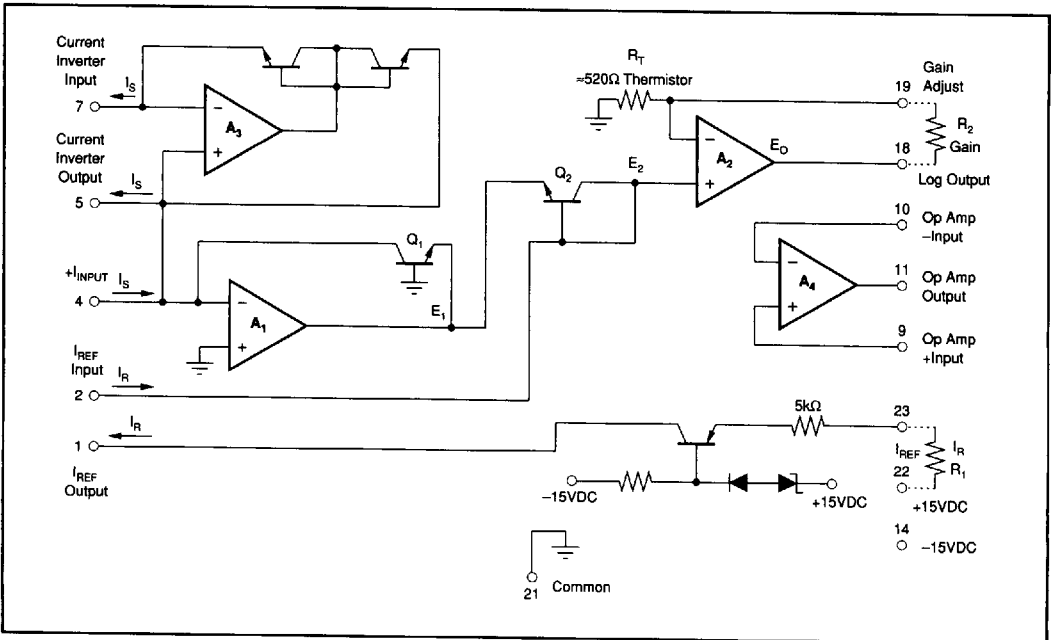 Current
Inverter
Input
I_S
7
A_3
−
+
Current
Inverter
Output
I_S
5
+I_INPUT
I_S
4
Q_1
A_1
−
+
E_1
I_REF
Input
I_R
2
I_R
1
I_REF
Output
Q_2
E_2
R_T
≈520Ω Thermistor
−
A_2
+
E_O
19
Gain
Adjust
R_2
Gain
18
Log Output
10
Op Amp
–Input
−
A_4
+
11
Op Amp
Output
9
Op Amp
+Input
5kΩ
23
I_REF
I_R
R_1
22
+15VDC
–15VDC
+15VDC
14
–15VDC
21
Common